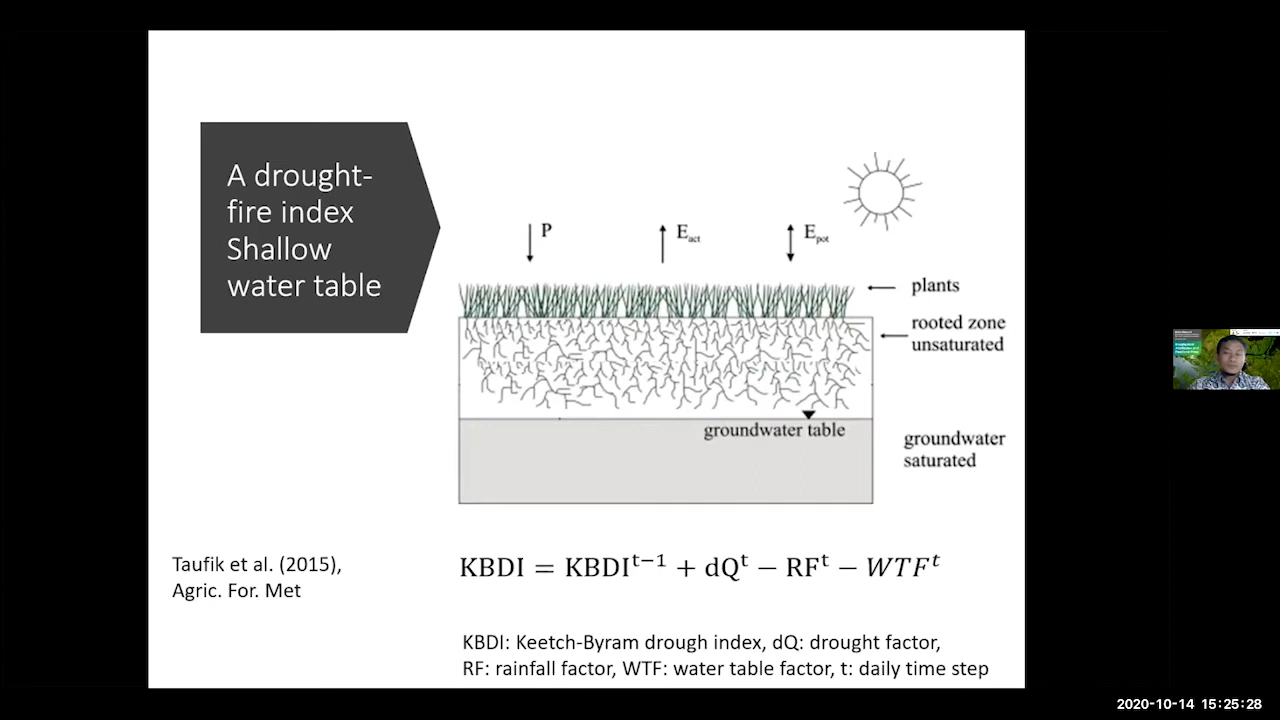 A drought-
fire index
Shallow
water table
P
E_act
E_pot
plants
rooted zone
unsaturated
groundwater table
groundwater
saturated
Taufik et al. (2015),
Agric. For. Met
KBDI = KBDI^t−1 + dQ^t − RF^t − WTF^t
KBDI: Keetch-Byram drough index, dQ: drought factor,
RF: rainfall factor, WTF: water table factor, t: daily time step
2020-10-14 15:25:28